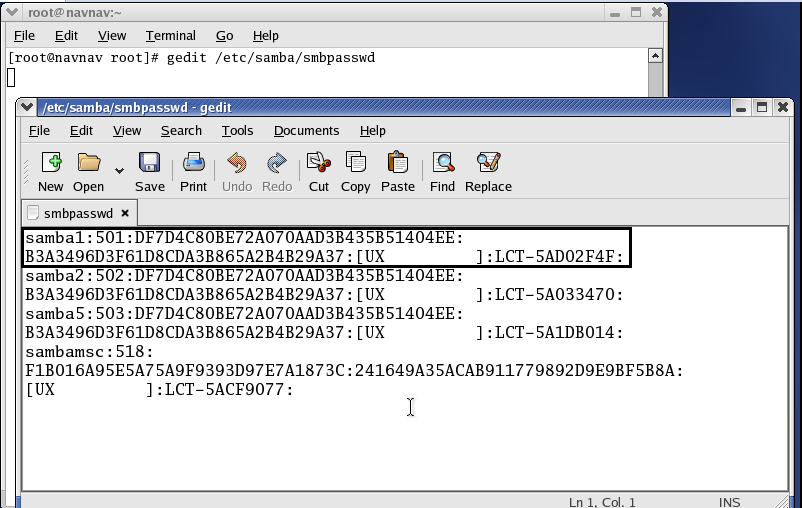 root@navnav:~
File Edit View Terminal Go Help
[root@navnav root]# gedit /etc/samba/smbpasswd
/etc/samba/smbpasswd - gedit
File Edit View Search Tools Documents Help
New Open Save Print Undo Redo Cut Copy Paste Find Replace
smbpasswd
samba1:501:DF7D4C80BE72A070AAD3B435B51404EE:
B3A3496D3F61D8CDA3B865A2B4B29A37:[UX          ]:LCT-5AD02F4F:
samba2:502:DF7D4C80BE72A070AAD3B435B51404EE:
B3A3496D3F61D8CDA3B865A2B4B29A37:[UX          ]:LCT-5A033470:
samba5:503:DF7D4C80BE72A070AAD3B435B51404EE:
B3A3496D3F61D8CDA3B865A2B4B29A37:[UX          ]:LCT-5A1DB014:
sambamsc:518:
F1B016A95E5A75A9F9393D97E7A1873C:241649A35ACAB911779892D9E9BF5B8A:
[UX          ]:LCT-5ACF9077:
Ln 1, Col. 1 INS